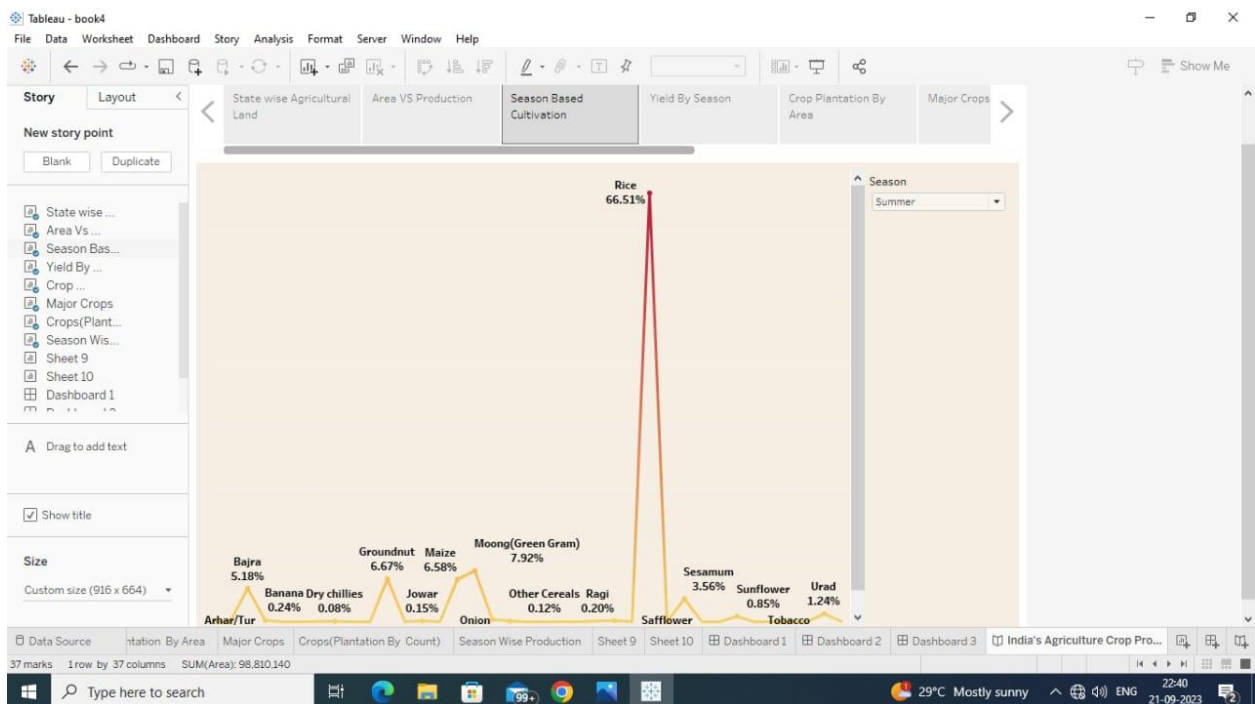 Tableau - book4
File Data Worksheet Dashboard Story Analysis Format Server Window Help
Show Me
Story Layout
New story point
Blank Duplicate
State wise ...
Area Vs ...
Season Bas...
Yield By ...
Crop ...
Major Crops
Crops(Plant...
Season Wis...
Sheet 9
Sheet 10
Dashboard 1
A Drag to add text
Show title
Size
Custom size (916 x 664)
State wise Agricultural
Land
Area VS Production
Season Based
Cultivation
Yield By Season
Crop Plantation By
Area
Major Crops
Rice
66.51%
Season
Summer
Bajra
5.18%
Banana
0.24%
Dry chillies
0.08%
Groundnut
6.67%
Maize
6.58%
Jowar
0.15%
Moong(Green Gram)
7.92%
Other Cereals
0.12%
Ragi
0.20%
Sesamum
3.56%
Sunflower
0.85%
Urad
1.24%
Arhar/Tur Onion Safflower Tobacco
Data Source ntation By Area Major Crops Crops(Plantation By Count) Season Wise Production Sheet 9 Sheet 10 Dashboard 1 Dashboard 2 Dashboard 3 India's Agriculture Crop Pro...
37 marks 1 row by 37 columns SUM(Area): 98,810,140
Type here to search
99+
29°C Mostly sunny
ENG
22:40
21-09-2023
2